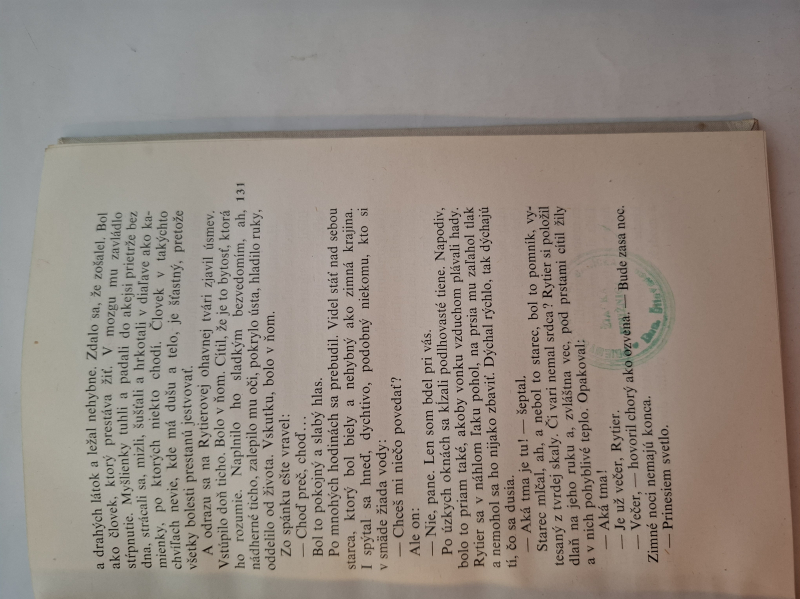 a drahých látok a ležal nehybne. Zdalo sa, že zošalel. Bol
ako človek, ktorý prestáva žiť. V mozgu mu zavládlo
stŕpnutie. Myšlienky tuhli a padali do akejsi prietrže bez
dna, strácali sa, mizli, šušťali a hrkotali v diaľave ako ka-
mienky, po ktorých niekto chodí. Človek v takýchto
chvíľach nevie, kde má dušu a telo, je šťastný, pretože
všetky bolesti prestanú jestvovať.
A odrazu sa na Rytierovej ohavnej tvári zjavil úsmev.
Vstúpilo doň ticho. Bolo v ňom. Cítil, že je to bytosť, ktorá
ho rozumie. Naplnilo ho sladkým bezvedomím, ah,
nádherné ticho, zalepilo mu oči, pokrylo ústa, hladilo ruky,
oddelilo od života. Vskutku, bolo v ňom.
Zo spánku ešte vravel:
— Choď preč, choď...
Bol to pokojný a slabý hlas.
Po mnohých hodinách sa prebudil. Videl stáť nad sebou
starca, ktorý bol biely a nehybný ako zimná krajina.
I spýtal sa hneď, dychtivo, podobný niekomu, kto si
v smäde žiada vody:
— Chceš mi niečo povedať?
Ale on:
— Nie, pane. Len som bdel pri vás.
Po úzkych oknách sa kĺzali podlhovasté tiene. Napodiv,
bolo to priam také, akoby vonku vzduchom plávali hady.
Rytier sa v náhlom ľaku pohol, na prsia mu zaľahol tlak
a nemohol sa ho nijako zbaviť. Dýchal rýchlo, tak dýchajú
tí, čo sa dusia.
— Aká tma je tu! — šeptal.
Starec mlčal, ah, a nebol to starec, bol to pomník, vy-
tesaný z tvrdej skaly. Či vari nemal srdca? Rytier si položil
dlaň na jeho ruku a, zvláštna vec, pod prstami cítil žily
a v nich pohyblivé teplo. Opakoval:
— Aká tma!
— Je už večer, Rytier.
— Večer, — hovoril chorý ako ozvena. — Bude zasa noc.
Zimné noci nemajú konca.
— Prinesiem svetlo.
131